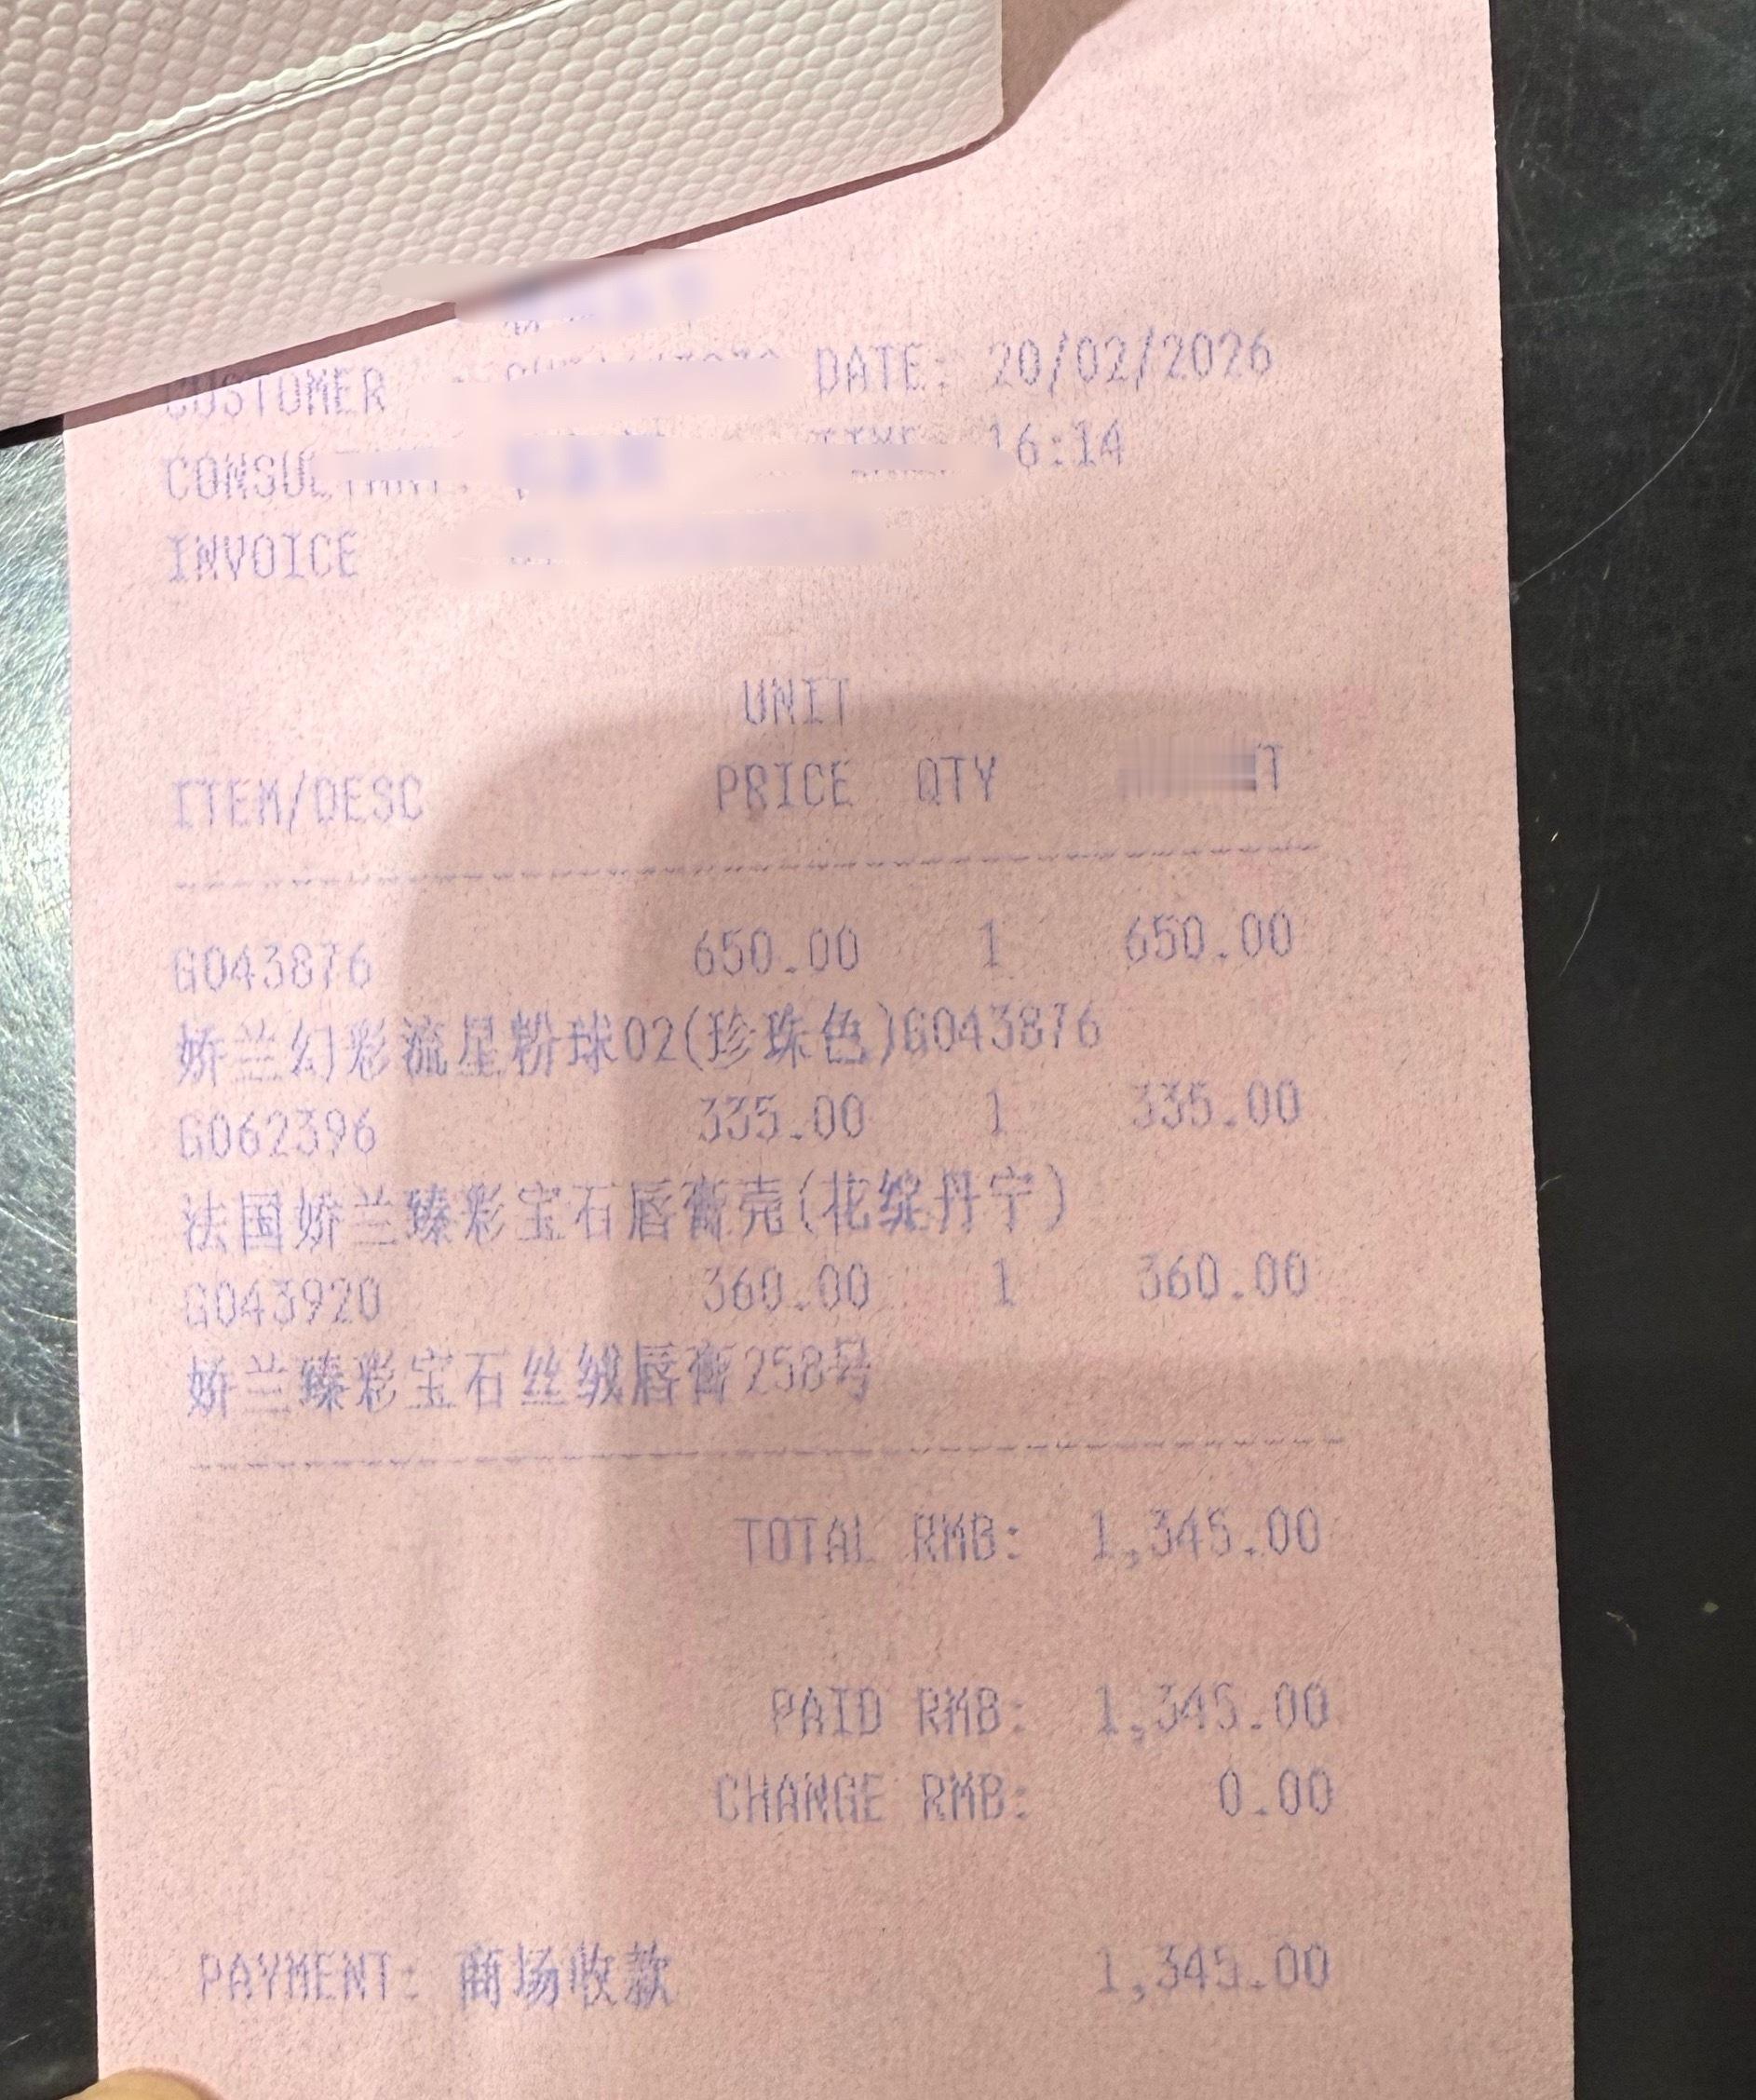 CUSTOMER DATE: 20/02/2026
16:14
INVOICE
UNIT
ITEM/DESC PRICE QTY
G043876 650.00 1 650.00
娇兰幻彩流星粉球02(珍珠色)G043876
G062396 335.00 1 335.00
法国娇兰臻彩宝石唇膏壳(花绽丹宁)
G043920 360.00 1 360.00
娇兰臻彩宝石丝绒唇膏258号
TOTAL RMB: 1,345.00
PAID RMB: 1,345.00
CHANGE RMB: 0.00
PAYMENT: 商场收款 1,345.00